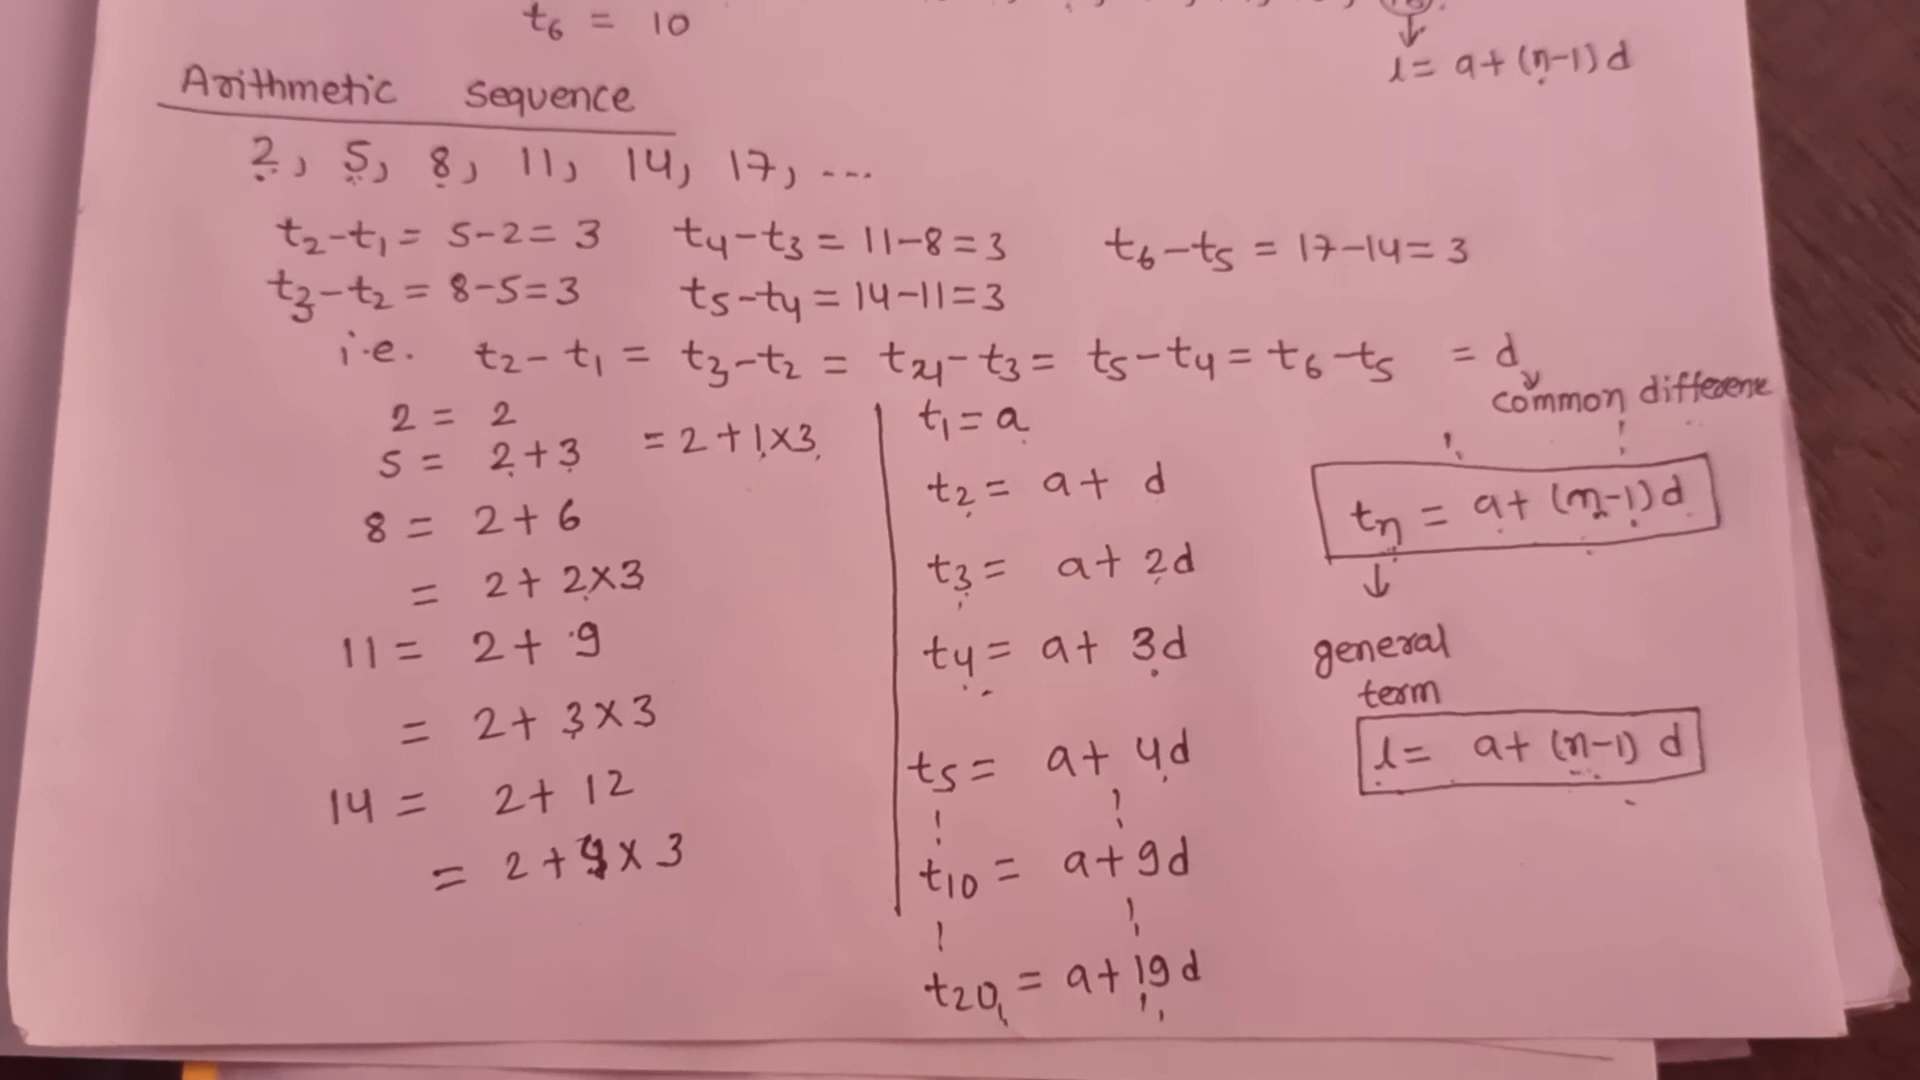 t6 = 10
l = a+(n-1)d
Arithmetic sequence
2, 5, 8, 11, 14, 17, ...
t2-t1 = 5-2 = 3 t4-t3 = 11-8 = 3 t6-t5 = 17-14 = 3
t3-t2 = 8-5 = 3 t5-t4 = 14-11 = 3
i.e. t2-t1 = t3-t2 = t4-t3 = t5-t4 = t6-t5 = d
common difference
2 = 2
5 = 2+3 = 2+1×3
8 = 2+6
= 2+2×3
11 = 2+9
= 2+3×3
14 = 2+12
= 2+4×3
t1 = a
t2 = a+d
t3 = a+2d
t4 = a+3d
t5 = a+4d
t10 = a+9d
t20 = a+19d
tn = a+(n-1)d
general
term
l = a+(n-1)d